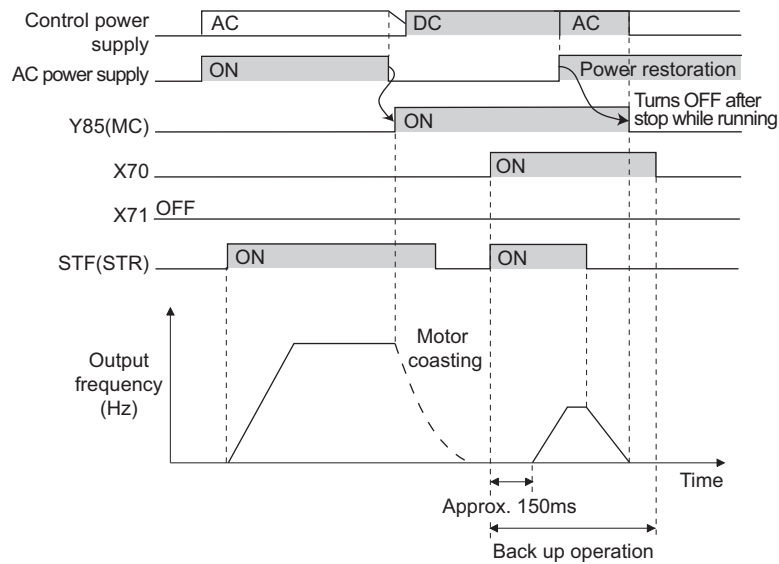 Control power
supply
AC
DC
AC
AC power supply
ON
Power restoration
Turns OFF after
stop while running
Y85(MC)
ON
X70
ON
X71
OFF
STF(STR)
ON
ON
Output
frequency
(Hz)
Motor
coasting
Time
Approx. 150ms
Back up operation